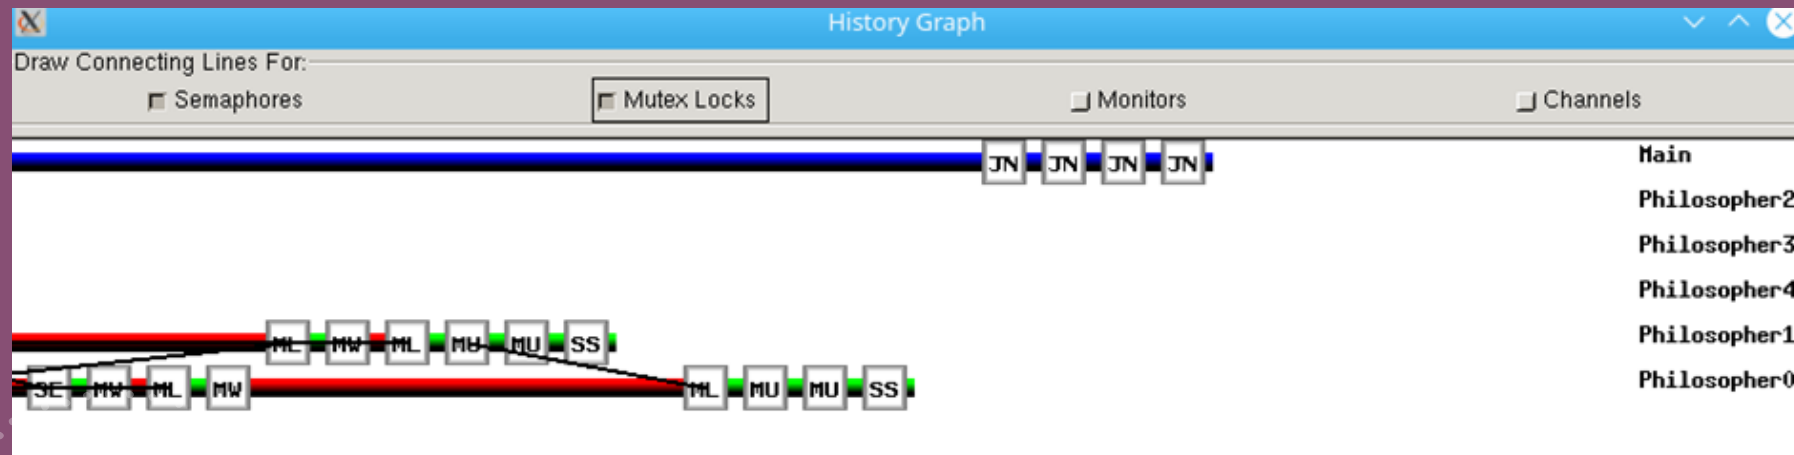 History Graph
Draw Connecting Lines For:
Semaphores Mutex Locks Monitors Channels
JN JN JN JN Main
Philosopher2
Philosopher3
Philosopher4
ML MW ML MU MU SS Philosopher1
SE MW ML MW ML MU MU SS Philosopher0